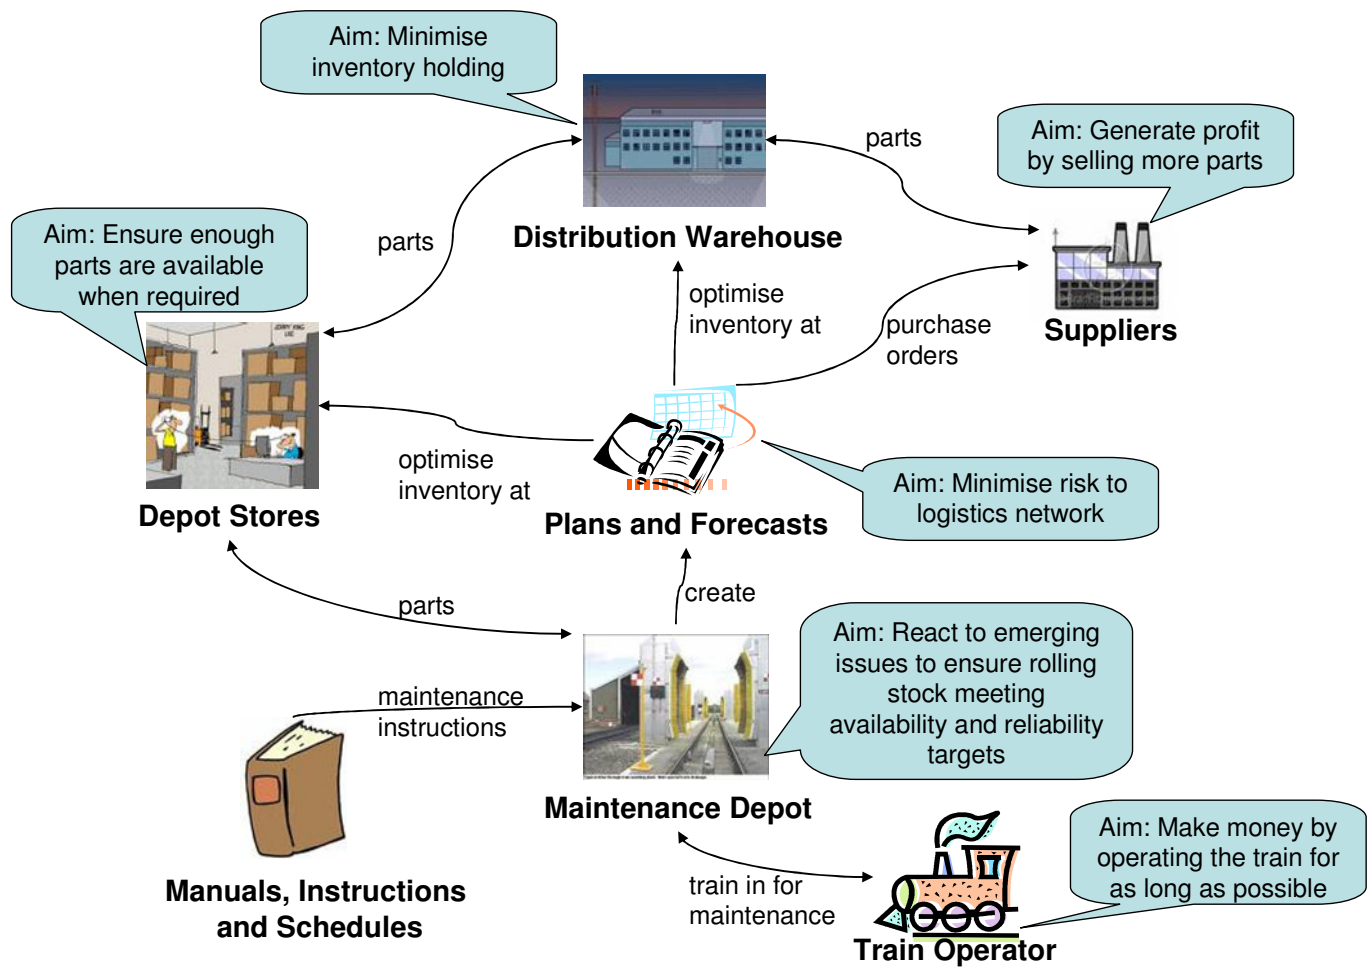 Aim: Minimise
inventory holding
Aim: Generate profit
by selling more parts
parts
Distribution Warehouse
Aim: Ensure enough
parts are available
when required
parts
Suppliers
optimise
inventory at
purchase
orders
Depot Stores
optimise
inventory at
Plans and Forecasts
Aim: Minimise risk to
logistics network
create
parts
Aim: React to emerging
issues to ensure rolling
stock meeting
availability and reliability
targets
maintenance
instructions
Maintenance Depot
Manuals, Instructions
and Schedules
train in for
maintenance
Aim: Make money by
operating the train for
as long as possible
Train Operator